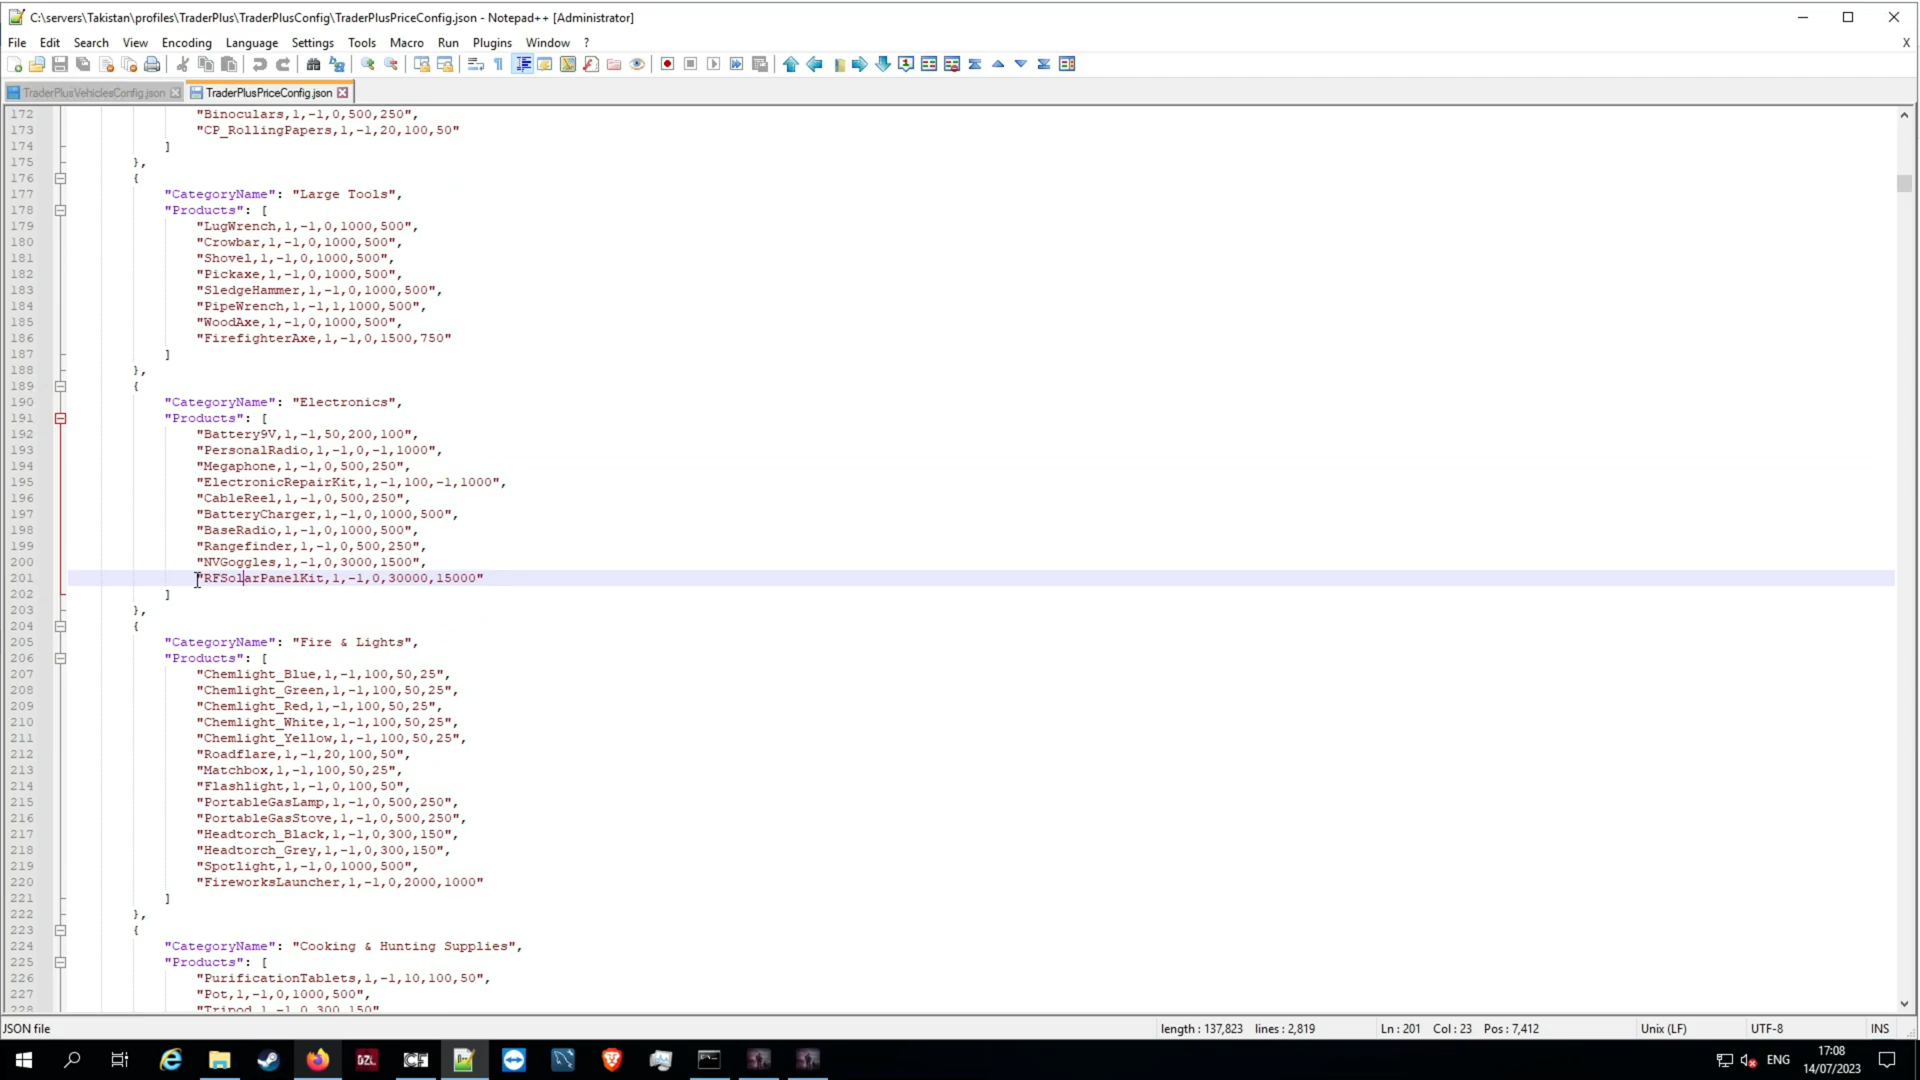 C:\servers\Takistan\profiles\TraderPlus\TraderPlusConfig\TraderPlusPriceConfig.json - Notepad++ [Administrator]
File Edit Search View Encoding Language Settings Tools Macro Run Plugins Window ? X
TraderPlusVehiclesConfig.json TraderPlusPriceConfig.json
172 "Binoculars,1,-1,0,500,250",
173 "CP_RollingPapers,1,-1,20,100,50"
174 ]
175 },
176 {
177 "CategoryName": "Large Tools",
178 "Products": [
179 "LugWrench,1,-1,0,1000,500",
180 "Crowbar,1,-1,0,1000,500",
181 "Shovel,1,-1,0,1000,500",
182 "Pickaxe,1,-1,0,1000,500",
183 "SledgeHammer,1,-1,0,1000,500",
184 "PipeWrench,1,-1,1,1000,500",
185 "WoodAxe,1,-1,0,1000,500",
186 "FirefighterAxe,1,-1,0,1500,750"
187 ]
188 },
189 {
190 "CategoryName": "Electronics",
191 "Products": [
192 "Battery9V,1,-1,50,200,100",
193 "PersonalRadio,1,-1,0,-1,1000",
194 "Megaphone,1,-1,0,500,250",
195 "ElectronicRepairKit,1,-1,100,-1,1000",
196 "CableReel,1,-1,0,500,250",
197 "BatteryCharger,1,-1,0,1000,500",
198 "BaseRadio,1,-1,0,1000,500",
199 "Rangefinder,1,-1,0,500,250",
200 "NVGoggles,1,-1,0,3000,1500",
201 "RFSolarPanelKit,1,-1,0,30000,15000"
202 ]
203 },
204 {
205 "CategoryName": "Fire & Lights",
206 "Products": [
207 "Chemlight_Blue,1,-1,100,50,25",
208 "Chemlight_Green,1,-1,100,50,25",
209 "Chemlight_Red,1,-1,100,50,25",
210 "Chemlight_White,1,-1,100,50,25",
211 "Chemlight_Yellow,1,-1,100,50,25",
212 "Roadflare,1,-1,20,100,50",
213 "Matchbox,1,-1,100,50,25",
214 "Flashlight,1,-1,0,100,50",
215 "PortableGasLamp,1,-1,0,500,250",
216 "PortableGasStove,1,-1,0,500,250",
217 "Headtorch_Black,1,-1,0,300,150",
218 "Headtorch_Grey,1,-1,0,300,150",
219 "Spotlight,1,-1,0,1000,500",
220 "FireworksLauncher,1,-1,0,2000,1000"
221 ]
222 },
223 {
224 "CategoryName": "Cooking & Hunting Supplies",
225 "Products": [
226 "PurificationTablets,1,-1,10,100,50",
227 "Pot,1,-1,0,1000,500",
228 "Tripod,1,-1,0,300,150"
JSON file length : 137,823 lines : 2,819 Ln : 201 Col : 23 Pos : 7,412 Unix (LF) UTF-8 INS
DZL CF ENG 17:08
14/07/2023